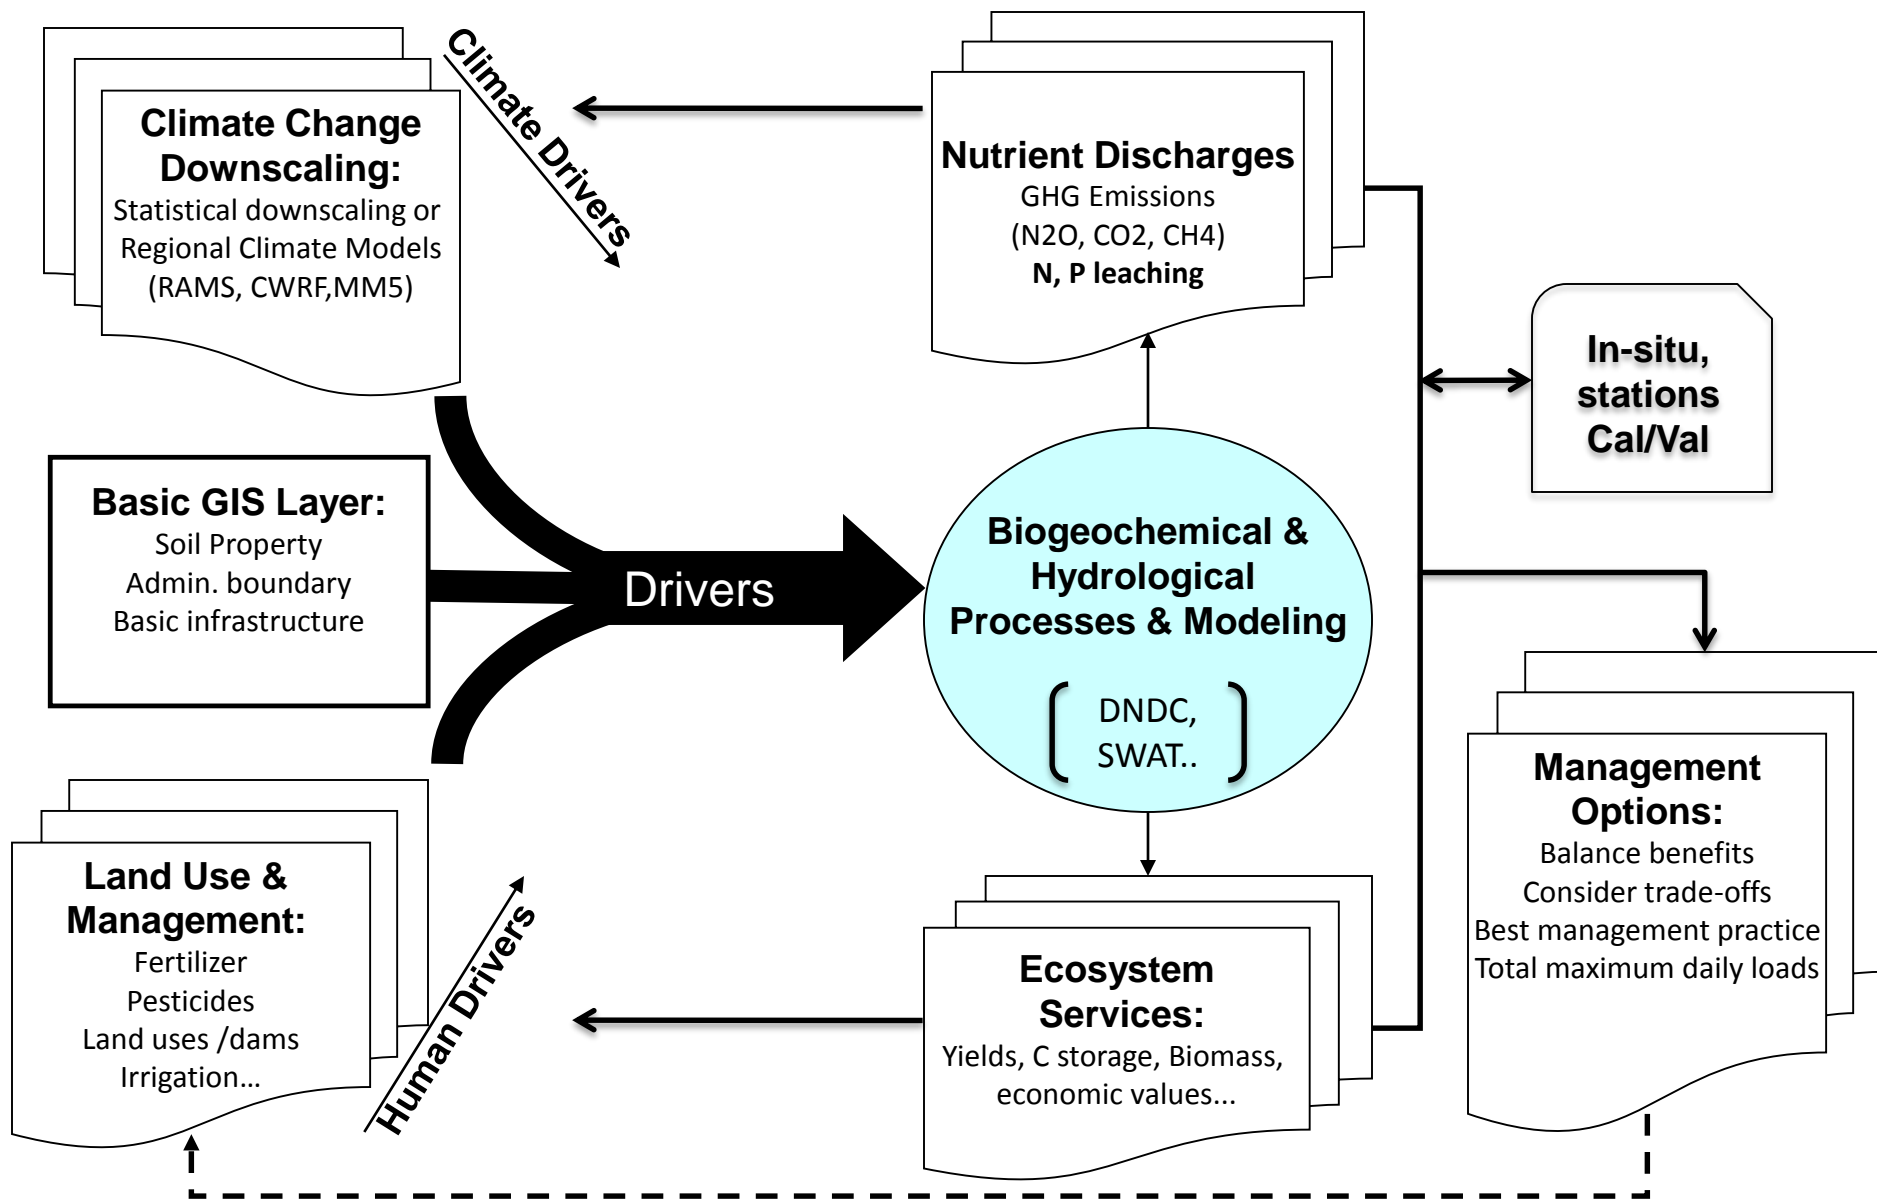 Climate Change
Downscaling:
Statistical downscaling or
Regional Climate Models
(RAMS, CWRF,MM5)
Climate Drivers
Nutrient Discharges
GHG Emissions
(N2O, CO2, CH4)
N, P leaching
In-situ,
stations
Cal/Val
Basic GIS Layer:
Soil Property
Admin. boundary
Basic infrastructure
Drivers
Biogeochemical &
Hydrological
Processes & Modeling
DNDC,
SWAT..
Land Use &
Management:
Fertilizer
Pesticides
Land uses /dams
Irrigation...
Human Drivers
Ecosystem
Services:
Yields, C storage, Biomass,
economic values...
Management
Options:
Balance benefits
Consider trade-offs
Best management practice
Total maximum daily loads